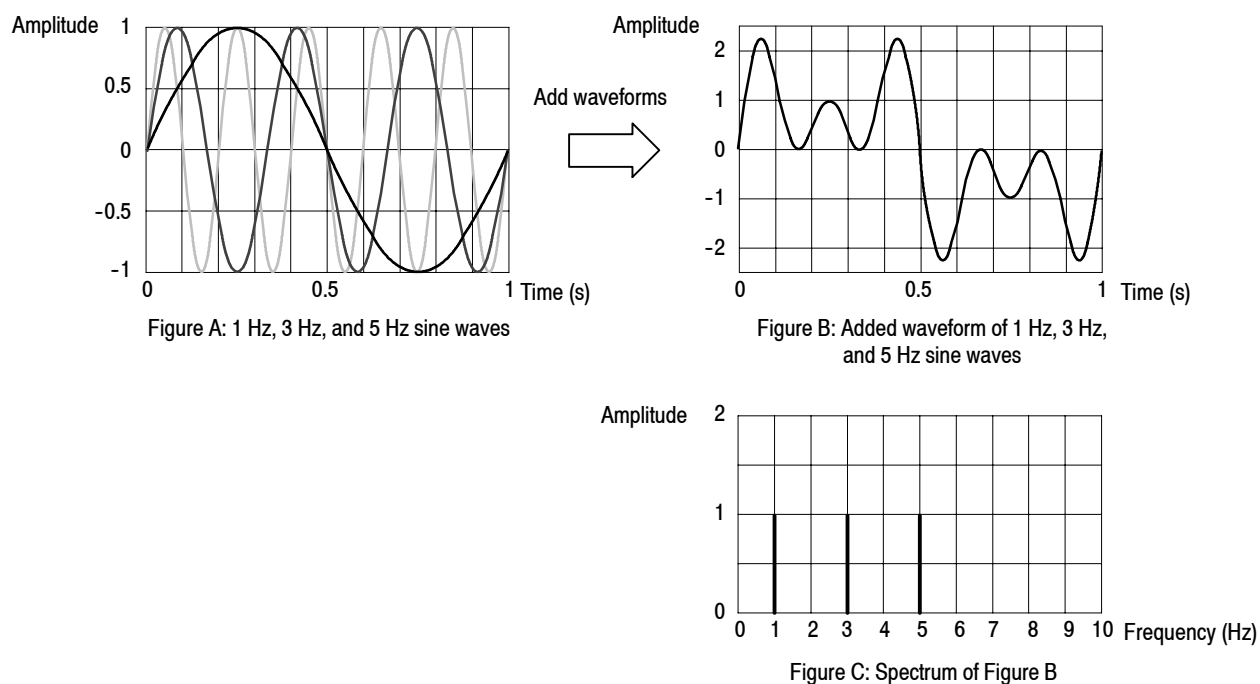 Amplitude
1
0.5
0
-0.5
-1
0
0.5
1
Time (s)
Figure A: 1 Hz, 3 Hz, and 5 Hz sine waves
Add waveforms
Amplitude
2
1
0
-1
-2
0
0.5
1
Time (s)
Figure B: Added waveform of 1 Hz, 3 Hz,
and 5 Hz sine waves
Amplitude
2
1
0
0 1 2 3 4 5 6 7 8 9 10 Frequency (Hz)
Figure C: Spectrum of Figure B